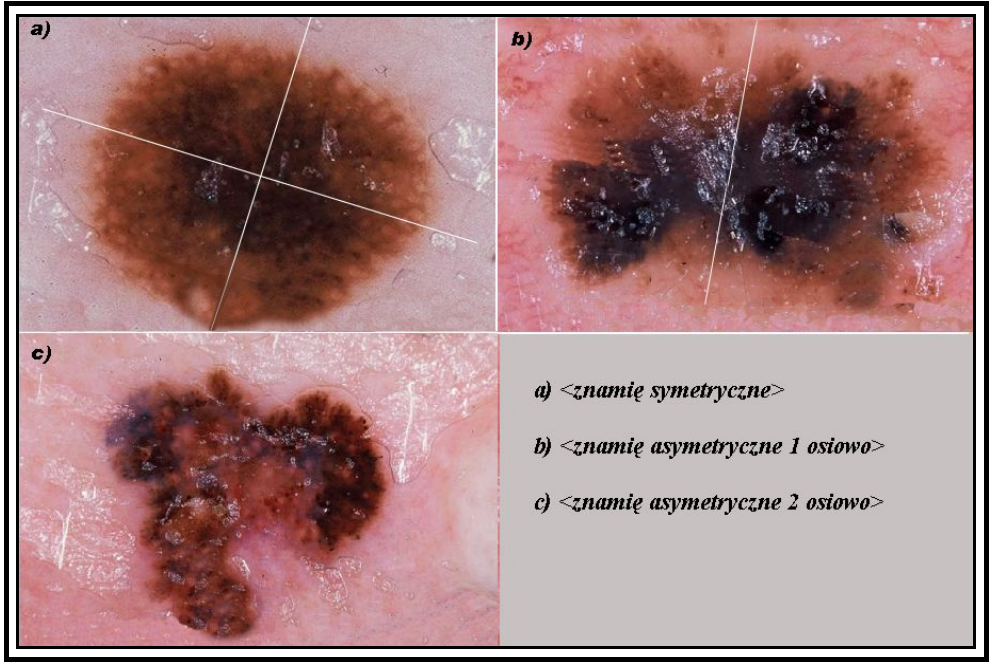 a)
b)
c)
a) <znamię symetryczne>
b) <znamię asymetryczne 1 osiowo>
c) <znamię asymetryczne 2 osiowo>